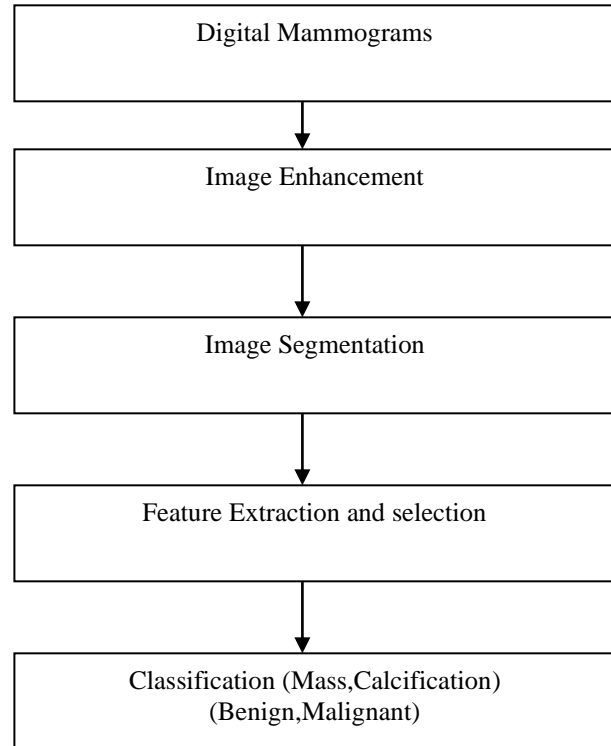 Digital Mammograms
Image Enhancement
Image Segmentation
Feature Extraction and selection
Classification (Mass,Calcification)
(Benign,Malignant)